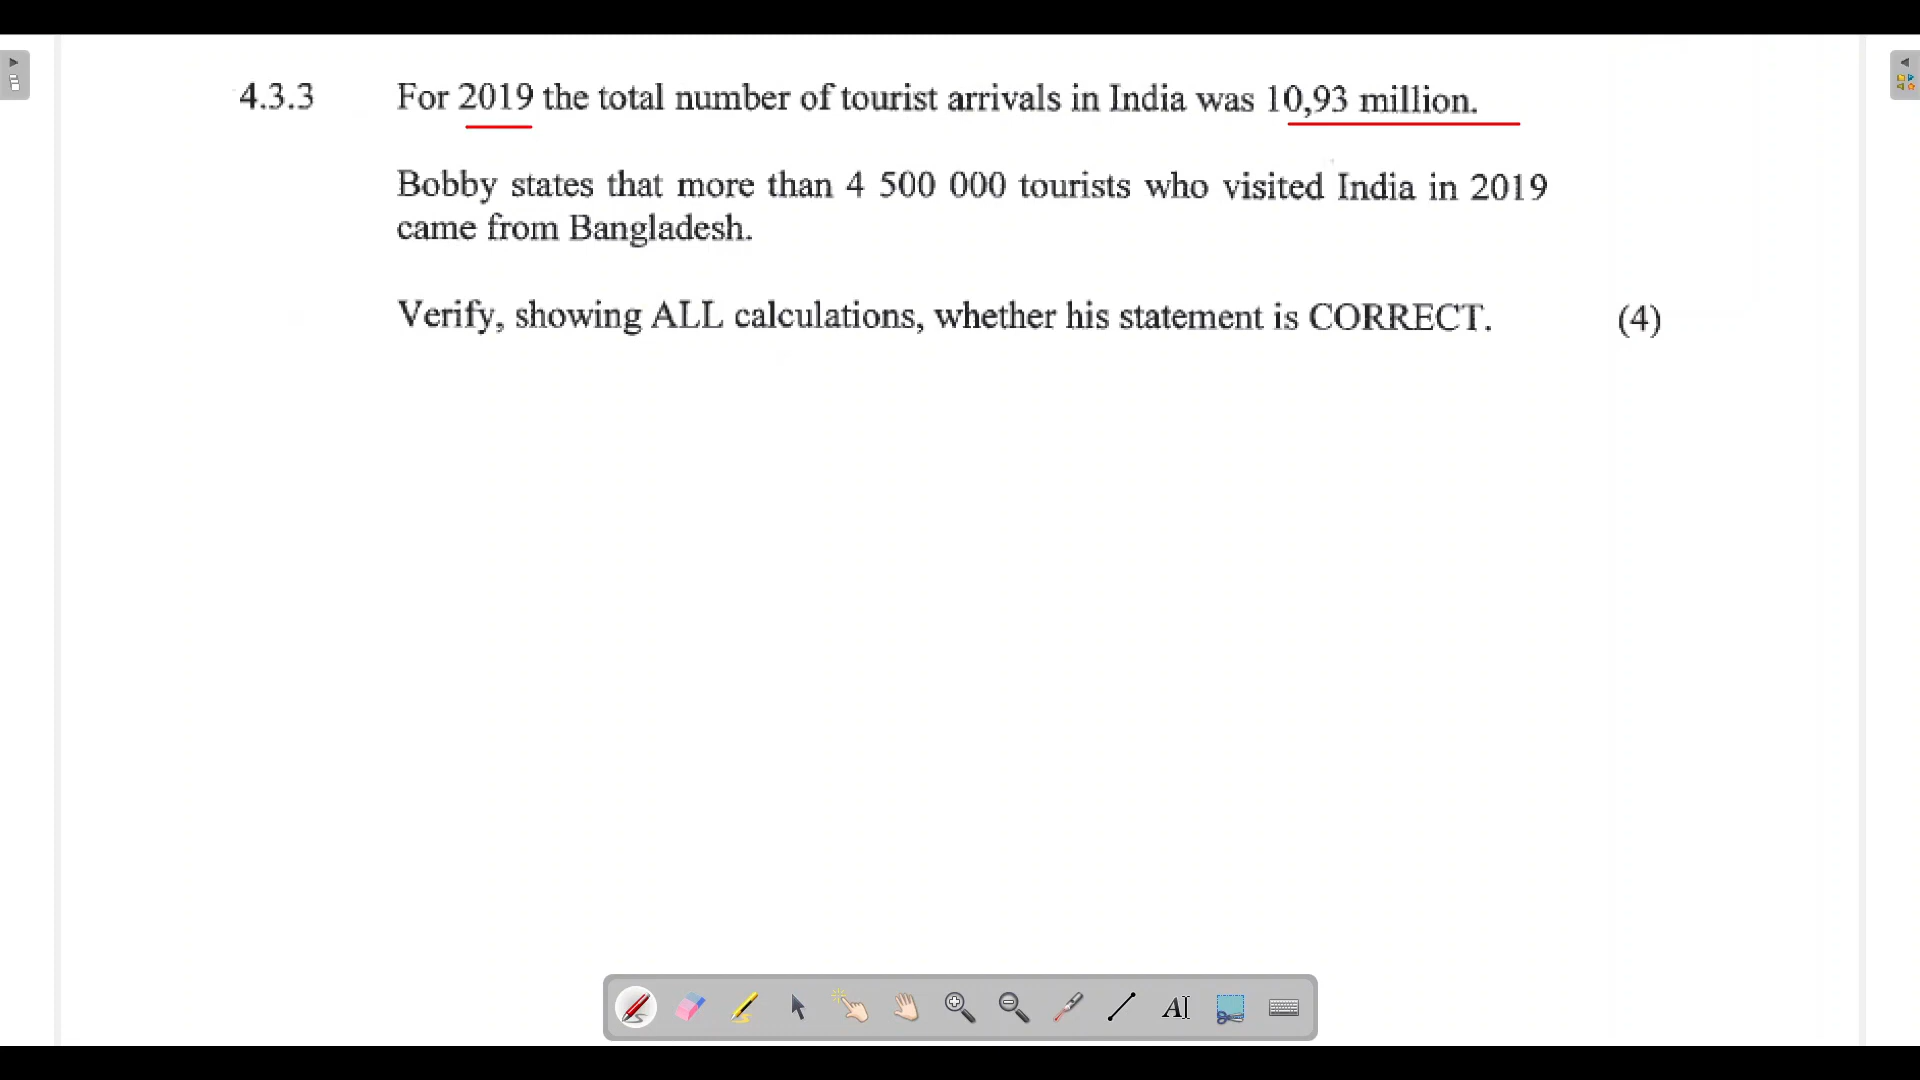 4.3.3 For 2019 the total number of tourist arrivals in India was 10,93 million.
Bobby states that more than 4 500 000 tourists who visited India in 2019
came from Bangladesh.
Verify, showing ALL calculations, whether his statement is CORRECT. (4)